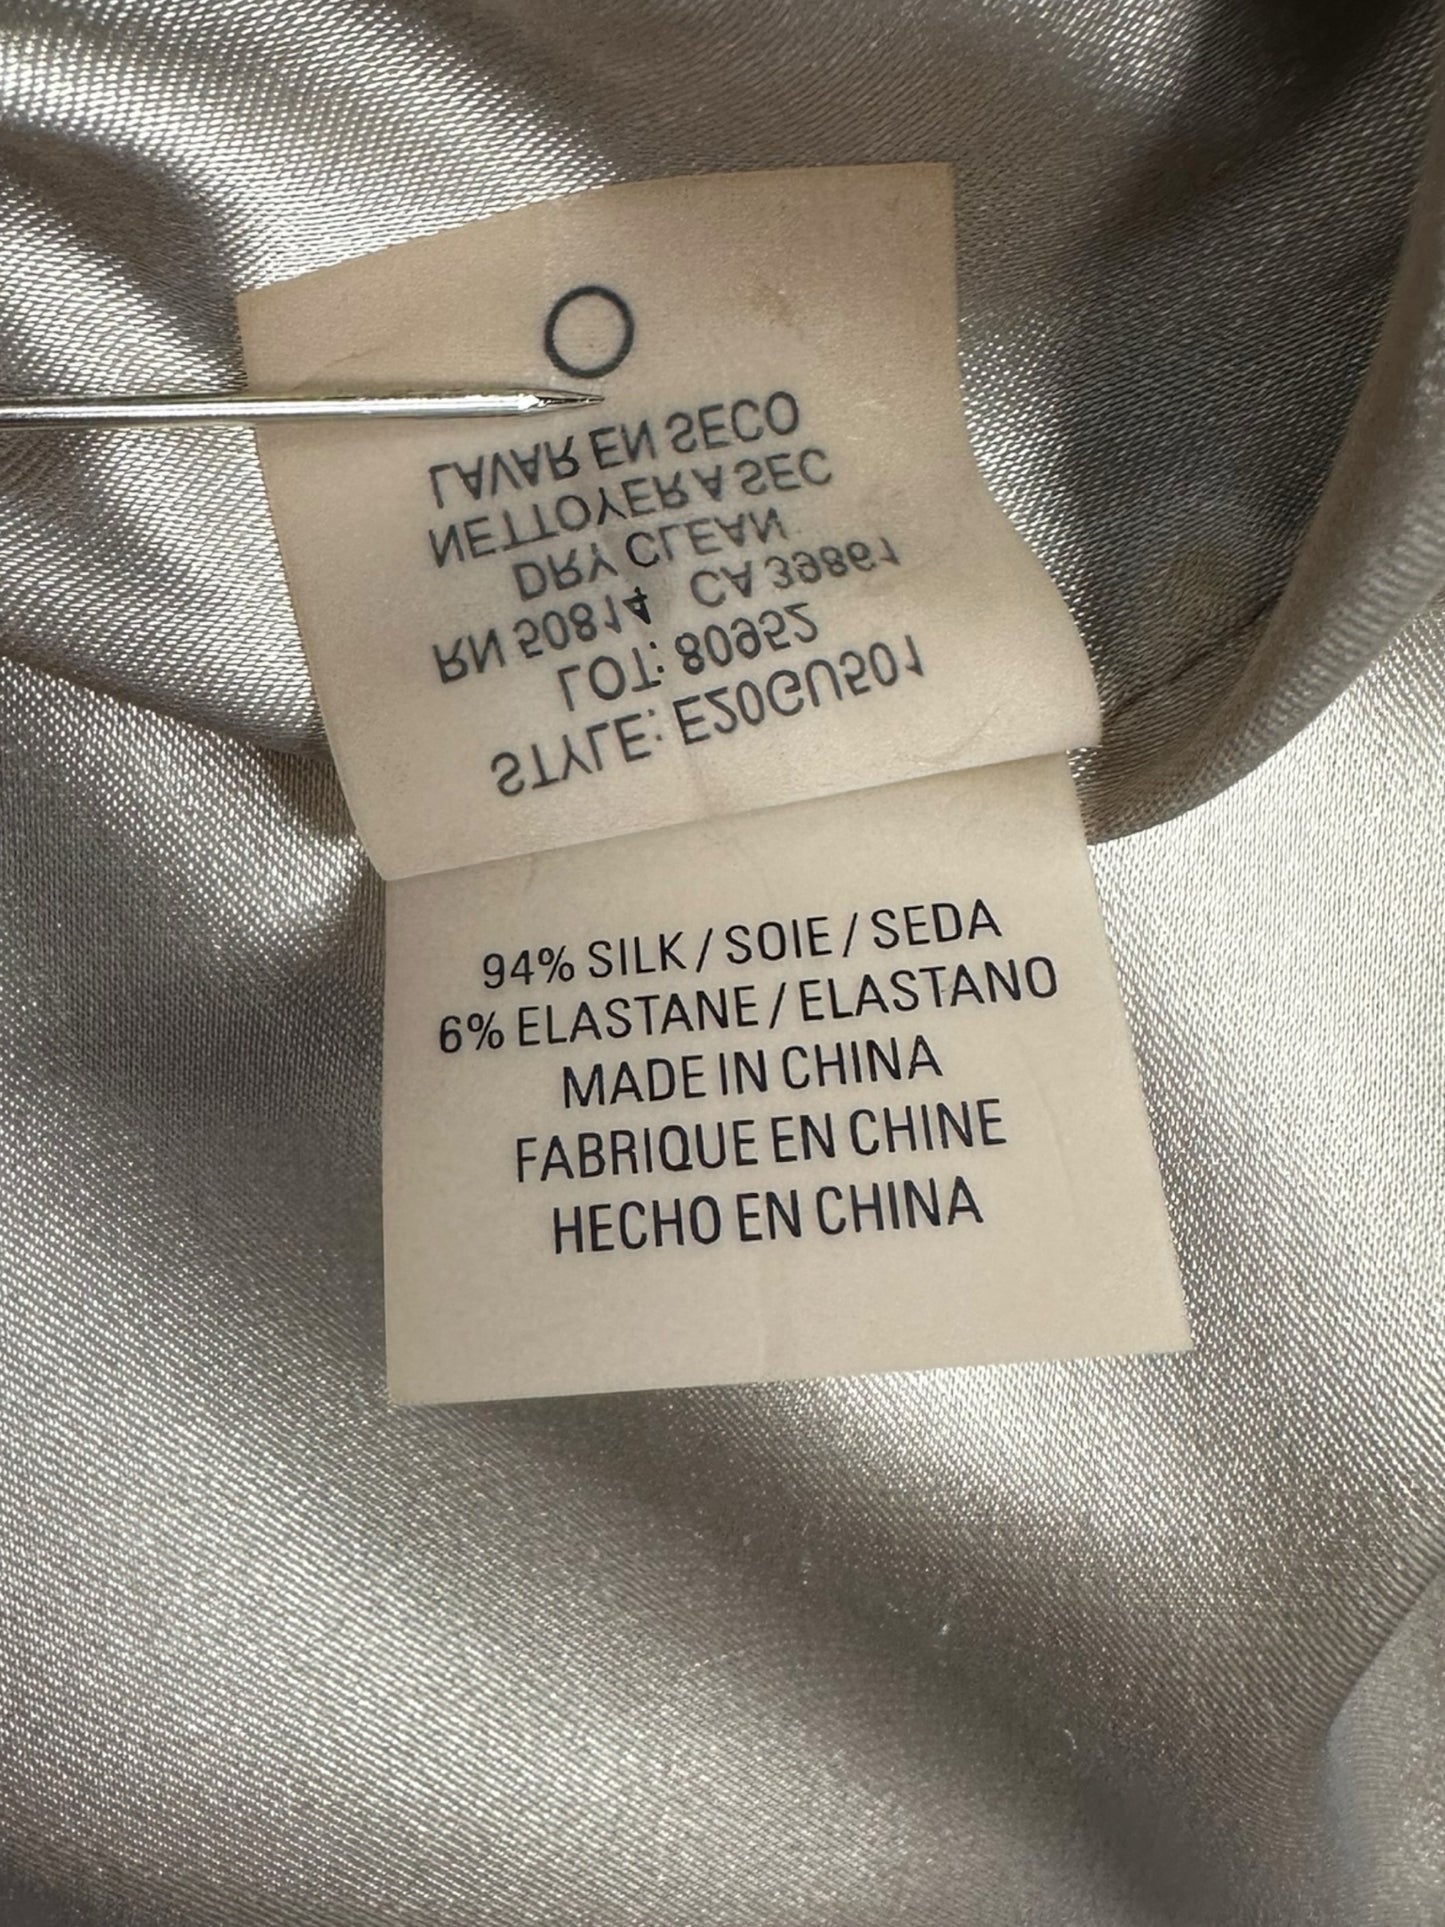 STYLE: E20GU501
LOT: 80952
RN 50814 CA 39861
DRY CLEAN
NETTOYER A SEC
LAVAR EN SECO
94% SILK / SOIE / SEDA
6% ELASTANE / ELASTANO
MADE IN CHINA
FABRIQUE EN CHINE
HECHO EN CHINA